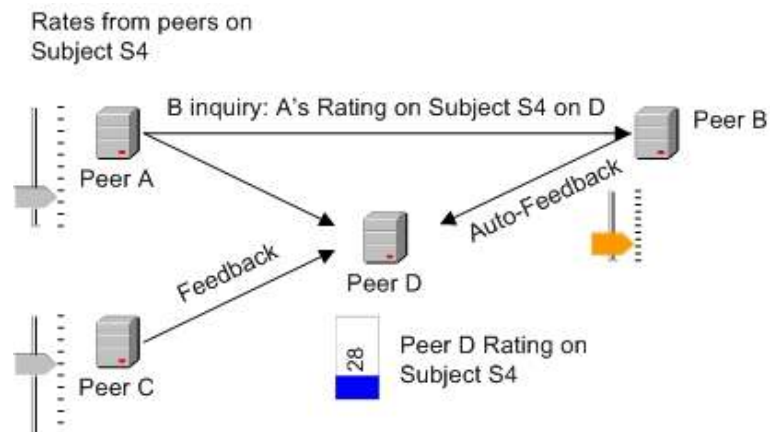 Rates from peers on
Subject S4
B inquiry: A's Rating on Subject S4 on D
Peer B
Peer A
Auto-Feedback
Feedback
Peer D
28
Peer D Rating on
Subject S4
Peer C